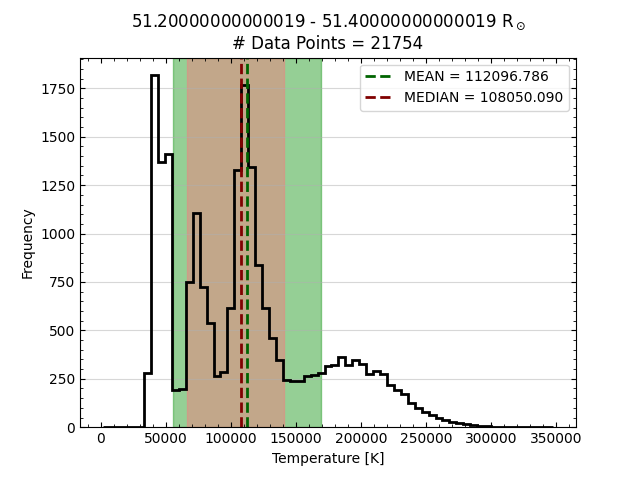 51.20000000000019 - 51.40000000000019 R⊙
# Data Points = 21754
MEAN = 112096.786
MEDIAN = 108050.090
Frequency
1750
1500
1250
1000
750
500
250
0
0 50000 100000 150000 200000 250000 300000 350000
Temperature [K]